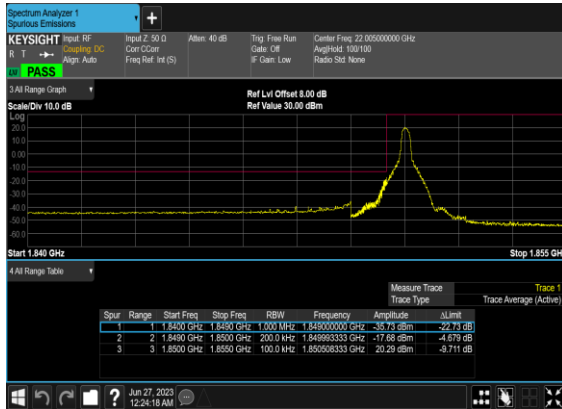 Spectrum Analyzer 1
Spurious Emissions
KEYSIGHT Input: RF Input Z: 50 Ω Atten: 40 dB Trig: Free Run Center Freq: 22.005000000 GHz
R T Coupling: DC Corr CCorr Gate: Off Avg|Hold: 100/100
Align: Auto Freq Ref: Int (S) IF Gain: Low Radio Std: None
PASS
3 All Range Graph
Ref Lvl Offset 8.00 dB
Scale/Div 10.0 dB Ref Value 30.00 dBm
Log
20.0
10.0
0.00
-10.0
-20.0
-30.0
-40.0
-50.0
-60.0
Start 1.840 GHz Stop 1.855 GH
4 All Range Table
Measure Trace Trace 1
Trace Type Trace Average (Active)
Spur Range Start Freq Stop Freq RBW Frequency Amplitude ΔLimit
1 1 1.8400 GHz 1.8490 GHz 1.000 MHz 1.849000000 GHz -35.73 dBm -22.73 dB
2 2 1.8490 GHz 1.8500 GHz 200.0 kHz 1.849993333 GHz -17.68 dBm -4.679 dB
3 3 1.8500 GHz 1.8550 GHz 100.0 kHz 1.850508333 GHz 20.29 dBm -9.711 dB
? Jun 27, 2023
12:24:18 AM